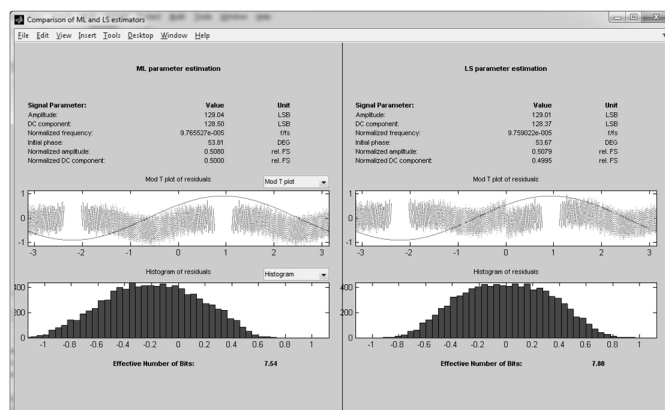 Comparison of ML and LS estimators
File Edit View Insert Tools Desktop Window Help
ML parameter estimation
Signal Parameter: Value Unit
Amplitude: 129.04 LSB
DC component: 128.50 LSB
Normalized frequency: 9.765527e-005 f/fs
Initial phase: 53.81 DEG
Normalized amplitude: 0.5080 rel. FS
Normalized DC component: 0.5000 rel. FS
Mod T plot of residuals
Mod T plot
1
0
-1
-3 -2 -1 0 1 2 3
Histogram of residuals
Histogram
400
200
0
-1 -0.8 -0.6 -0.4 -0.2 0 0.2 0.4 0.6 0.8 1
Effective Number of Bits: 7.54
LS parameter estimation
Signal Parameter: Value Unit
Amplitude: 129.01 LSB
DC component: 128.37 LSB
Normalized frequency: 9.759022e-005 f/fs
Initial phase: 53.67 DEG
Normalized amplitude: 0.5079 rel. FS
Normalized DC component: 0.4995 rel. FS
Mod T plot of residuals
1
0
-1
-3 -2 -1 0 1 2 3
Histogram of residuals
400
200
0
-1 -0.8 -0.6 -0.4 -0.2 0 0.2 0.4 0.6 0.8 1
Effective Number of Bits: 7.80